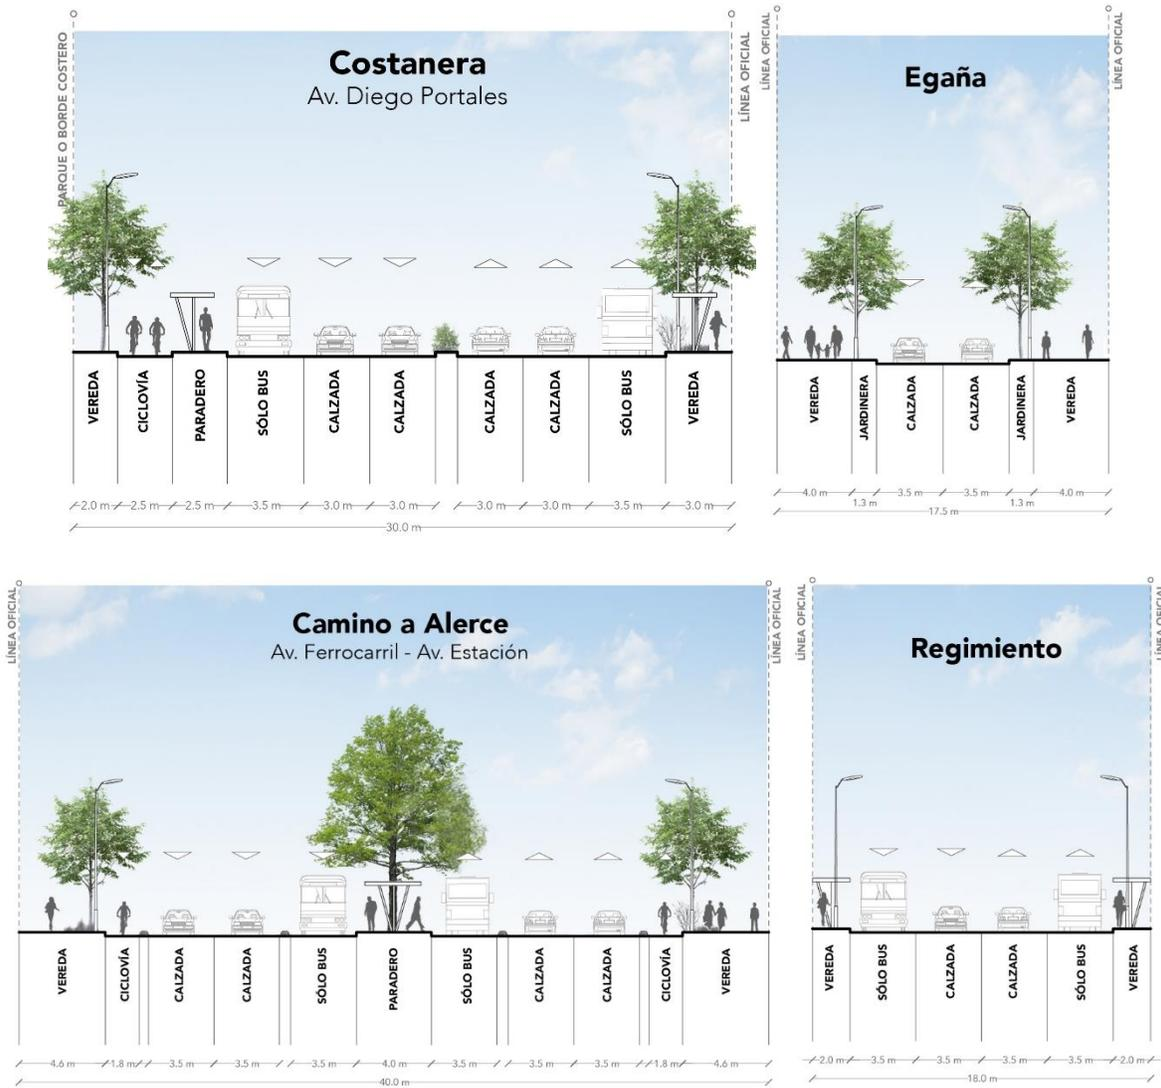 Costanera
Av. Diego Portales
PARQUE O BORDE COSTERO
LÍNEA OFICIAL
VEREDA
CICLOVÍA
PARADERO
SÓLO BUS
CALZADA
CALZADA
CALZADA
CALZADA
SÓLO BUS
VEREDA
2.0 m
2.5 m
2.5 m
3.5 m
3.0 m
3.0 m
3.0 m
3.0 m
3.5 m
3.0 m
30.0 m
Egaña
LÍNEA OFICIAL
LÍNEA OFICIAL
VEREDA
JARDINERA
CALZADA
CALZADA
JARDINERA
VEREDA
4.0 m
1.3 m
3.5 m
3.5 m
1.3 m
4.0 m
17.5 m
Camino a Alerce
Av. Ferrocarril - Av. Estación
LÍNEA OFICIAL
LÍNEA OFICIAL
VEREDA
CICLOVÍA
CALZADA
CALZADA
SÓLO BUS
PARADERO
SÓLO BUS
CALZADA
CALZADA
CICLOVÍA
VEREDA
4.6 m
1.8 m
3.5 m
3.5 m
3.5 m
4.0 m
3.5 m
3.5 m
3.5 m
1.8 m
4.6 m
40.0 m
Regimiento
LÍNEA OFICIAL
LÍNEA OFICIAL
VEREDA
SÓLO BUS
CALZADA
CALZADA
SÓLO BUS
VEREDA
2.0 m
3.5 m
3.5 m
3.5 m
3.5 m
2.0 m
18.0 m